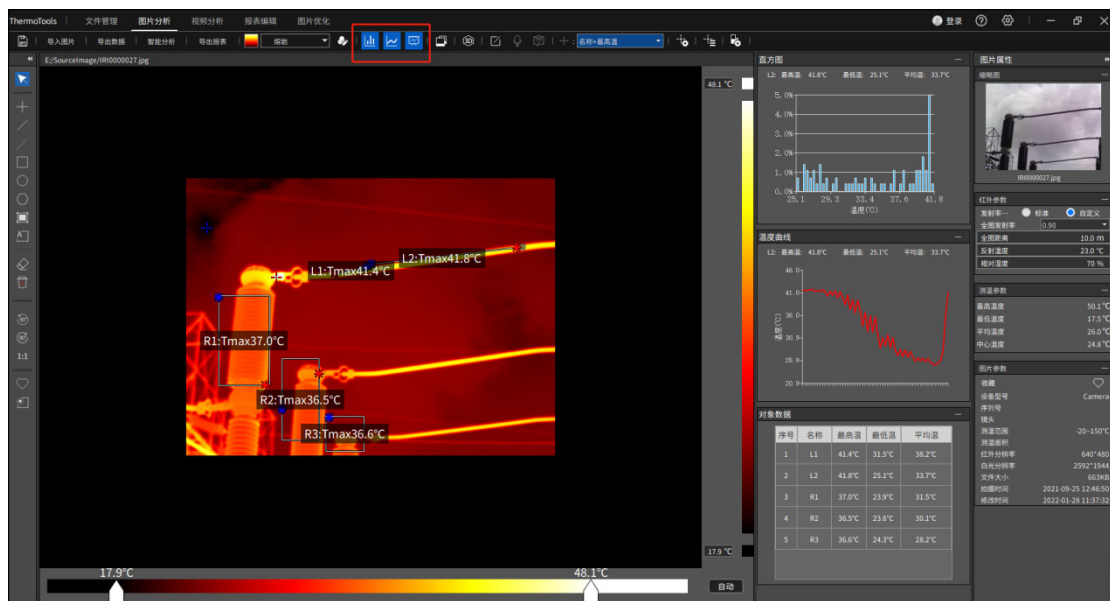 ThermoTools 文件管理 图片分析 视频分析 报表编辑 图片优化 登录
导入图片 导出数据 智能分析 导出报表 熔岩 3D 名称+最高温
E:/SourceImage/IRI0000027.jpg
48.1 ℃
L1:Tmax41.4℃
L2:Tmax41.8℃
R1:Tmax37.0℃
R2:Tmax36.5℃
R3:Tmax36.6℃
1:1
17.9 ℃
17.9℃
48.1℃
自动
直方图
L2: 最高温: 41.8℃ 最低温: 25.1℃ 平均温: 33.7℃
5.0%
4.0%
3.0%
2.0%
1.0%
0.0%
25.1 29.3 33.4 37.6 41.8
温度(℃)
温度曲线
L2: 最高温: 41.8℃ 最低温: 25.1℃ 平均温: 33.7℃
46.0
41.0
36.0
30.9
25.9
20.9
温度(℃)
对象数据
序号 名称 最高温 最低温 平均温
1 L1 41.4℃ 31.5℃ 38.2℃
2 L2 41.8℃ 25.1℃ 33.7℃
3 R1 37.0℃ 23.9℃ 31.5℃
4 R2 36.5℃ 23.6℃ 30.1℃
5 R3 36.6℃ 24.3℃ 28.2℃
图片属性
缩略图
IRI0000027.jpg
红外参数
发射率… 标准 自定义
全图发射率 0.90
全图距离 10.0 m
反射温度 23.0 ℃
相对湿度 70 %
测温参数
最高温度 50.1℃
最低温度 17.5℃
平均温度 26.0℃
中心温度 24.8℃
图片参数
收藏
设备型号 Camera
序列号
镜头
测温范围 -20~150℃
测温面积
红外分辨率 640*480
白光分辨率 2592*1944
文件大小 663KB
拍摄时间 2021-09-25 12:46:50
修改时间 2022-01-28 11:37:32